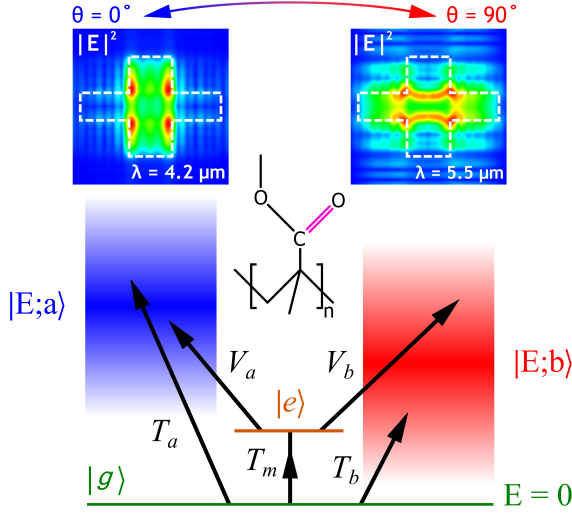 θ = 0° θ = 90°
|E|² |E|²
λ = 4.2 μm λ = 5.5 μm
O O
C
n
|E;a⟩ |E;b⟩
V_a V_b
|e⟩
T_a T_m T_b
|g⟩ E = 0